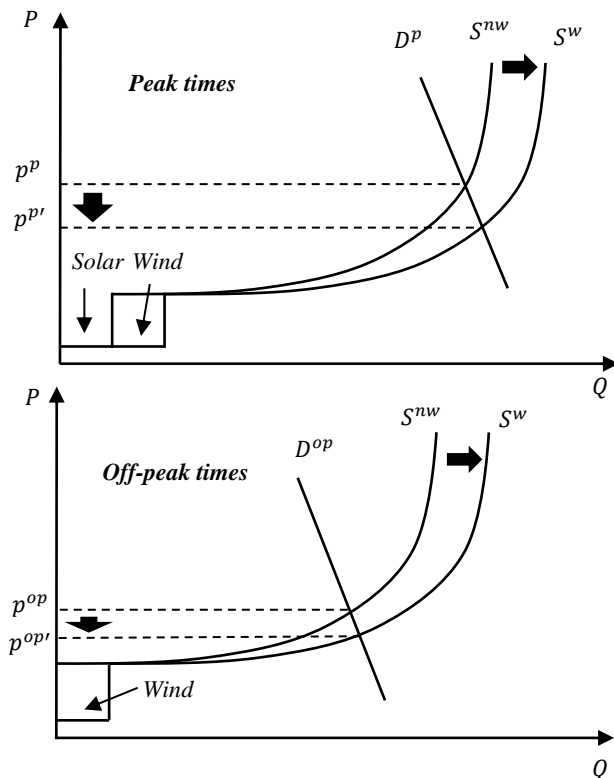 P
D^p
S^{nw}
S^w
Peak times
p^p
p^{p'}
Solar Wind
Q
P
D^{op}
S^{nw}
S^w
Off-peak times
p^{op}
p^{op'}
Wind
Q